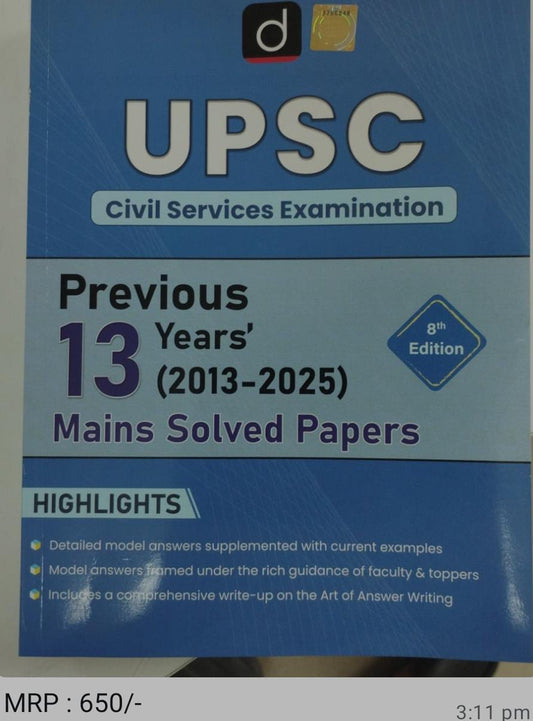 d
UPSC
Civil Services Examination
Previous
13 Years'
(2013-2025)
8th
Edition
Mains Solved Papers
HIGHLIGHTS
Detailed model answers supplemented with current examples
Model answers framed under the rich guidance of faculty & toppers
Includes a comprehensive write-up on the Art of Answer Writing
MRP : 650/-
3:11 pm